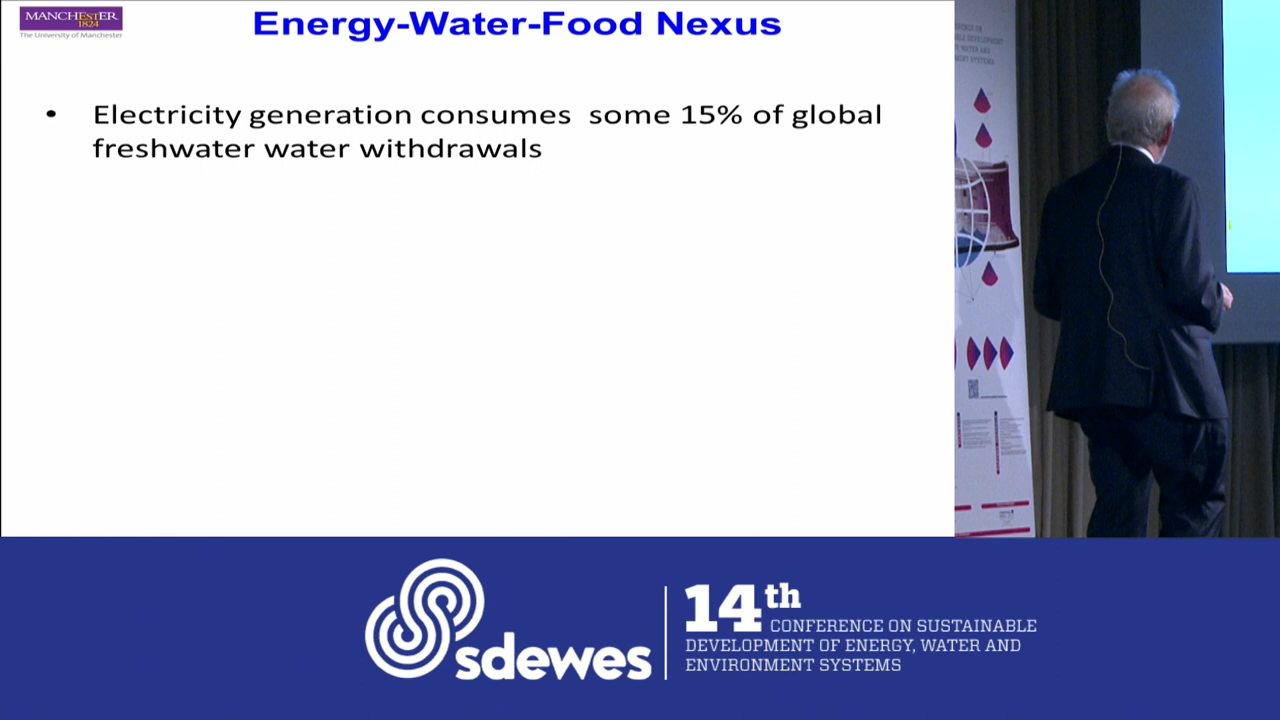 MANCHESTER
1824
The University of Manchester
Energy-Water-Food Nexus
• Electricity generation consumes some 15% of global
freshwater water withdrawals
sdewes
14th
CONFERENCE ON SUSTAINABLE
DEVELOPMENT OF ENERGY, WATER AND
ENVIRONMENT SYSTEMS